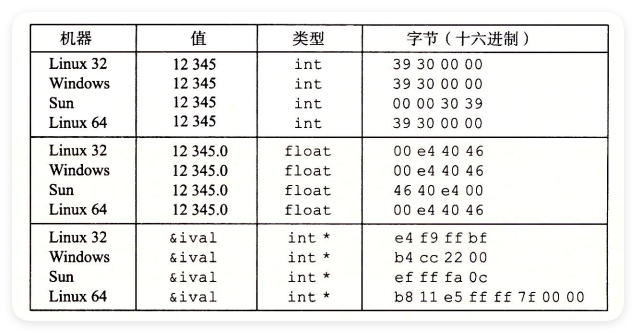 机器 值 类型 字节（十六进制）
Linux 32 12 345 int 39 30 00 00
Windows 12 345 int 39 30 00 00
Sun 12 345 int 00 00 30 39
Linux 64 12 345 int 39 30 00 00
Linux 32 12 345.0 float 00 e4 40 46
Windows 12 345.0 float 00 e4 40 46
Sun 12 345.0 float 46 40 e4 00
Linux 64 12 345.0 float 00 e4 40 46
Linux 32 &ival int * e4 f9 ff bf
Windows &ival int * b4 cc 22 00
Sun &ival int * ef ff fa 0c
Linux 64 &ival int * b8 11 e5 ff ff 7f 00 00